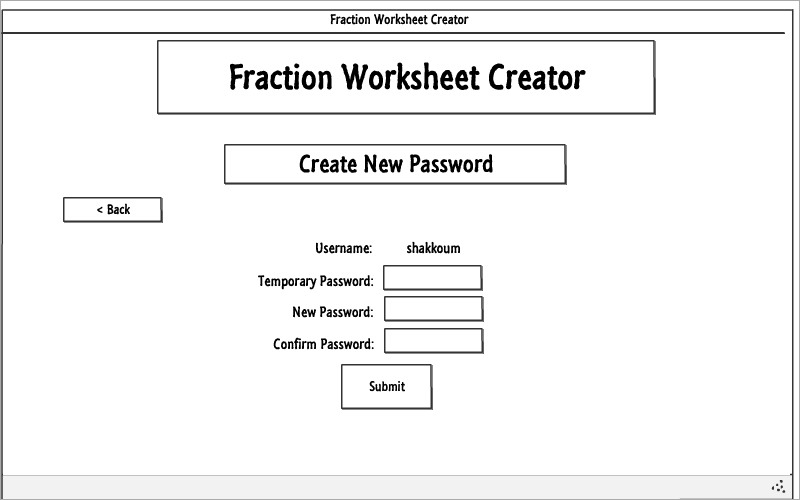 Fraction Worksheet Creator
Fraction Worksheet Creator
Create New Password
< Back
Username: shakkoum
Temporary Password:
New Password:
Confirm Password:
Submit